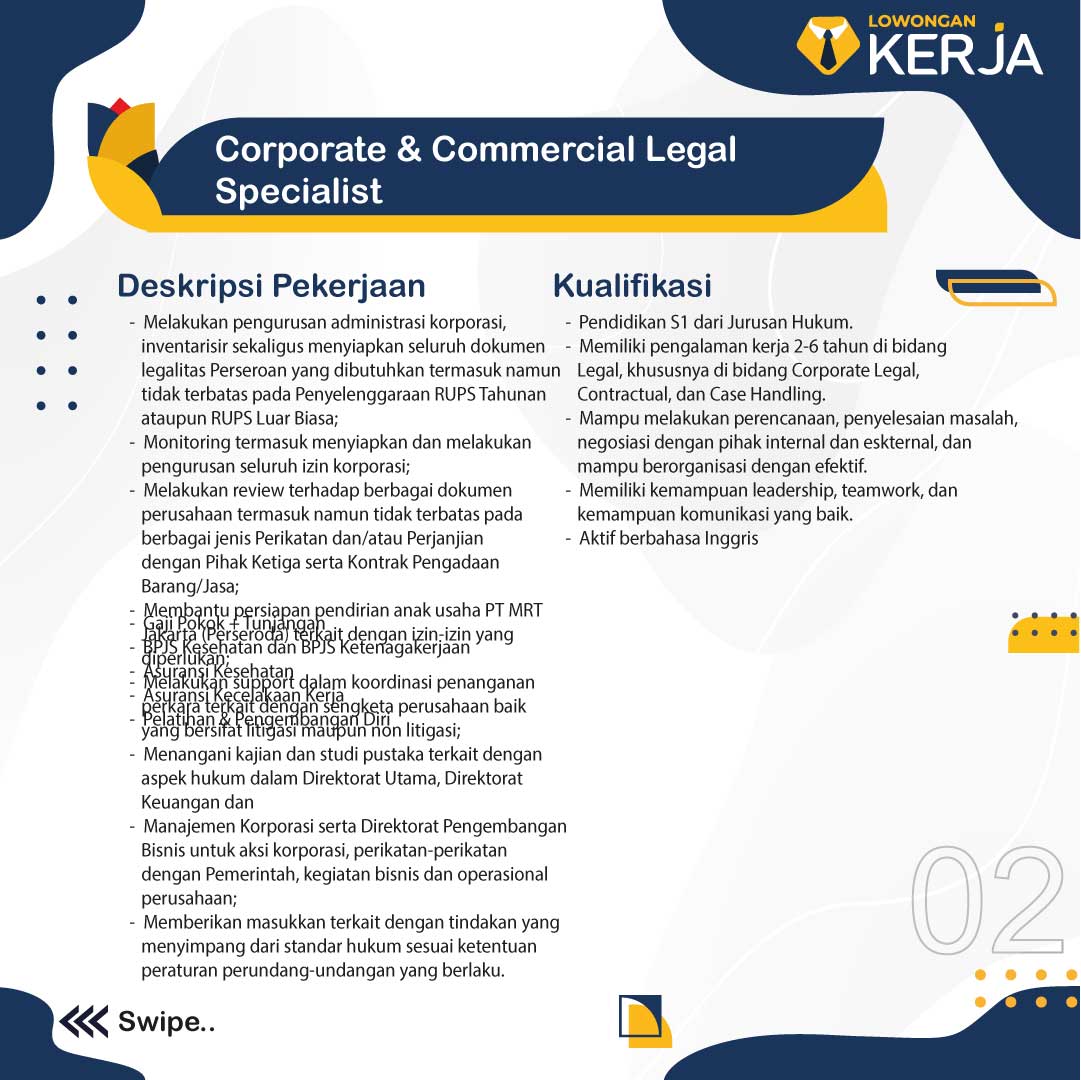 LOWONGAN
KERJA
Corporate & Commercial Legal
Specialist
Deskripsi Pekerjaan
- Melakukan pengurusan administrasi korporasi,
inventarisir sekaligus menyiapkan seluruh dokumen
legalitas Perseroan yang dibutuhkan termasuk namun
tidak terbatas pada Penyelenggaraan RUPS Tahunan
ataupun RUPS Luar Biasa;
- Monitoring termasuk menyiapkan dan melakukan
pengurusan seluruh izin korporasi;
- Melakukan review terhadap berbagai dokumen
perusahaan termasuk namun tidak terbatas pada
berbagai jenis Perikatan dan/atau Perjanjian
dengan Pihak Ketiga serta Kontrak Pengadaan
Barang/Jasa;
- Membantu persiapan pendirian anak usaha PT MRT
Jakarta (Perseroda) terkait dengan izin-izin yang
diperlukan;
- Melakukan support dalam koordinasi penanganan
perkara terkait dengan sengketa perusahaan baik
yang bersifat litigasi maupun non litigasi;
- Menangani kajian dan studi pustaka terkait dengan
aspek hukum dalam Direktorat Utama, Direktorat
Keuangan dan
- Manajemen Korporasi serta Direktorat Pengembangan
Bisnis untuk aksi korporasi, perikatan-perikatan
dengan Pemerintah, kegiatan bisnis dan operasional
perusahaan;
- Memberikan masukkan terkait dengan tindakan yang
menyimpang dari standar hukum sesuai ketentuan
peraturan perundang-undangan yang berlaku.
- Gaji Pokok + Tunjangan
- BPJS Kesehatan dan BPJS Ketenagakerjaan
- Asuransi Kesehatan
- Asuransi Kecelakaan Kerja
- Pelatihan & Pengembangan Diri
Kualifikasi
- Pendidikan S1 dari Jurusan Hukum.
- Memiliki pengalaman kerja 2-6 tahun di bidang
Legal, khususnya di bidang Corporate Legal,
Contractual, dan Case Handling.
- Mampu melakukan perencanaan, penyelesaian masalah,
negosiasi dengan pihak internal dan eskternal, dan
mampu berorganisasi dengan efektif.
- Memiliki kemampuan leadership, teamwork, dan
kemampuan komunikasi yang baik.
- Aktif berbahasa Inggris
02
Swipe..